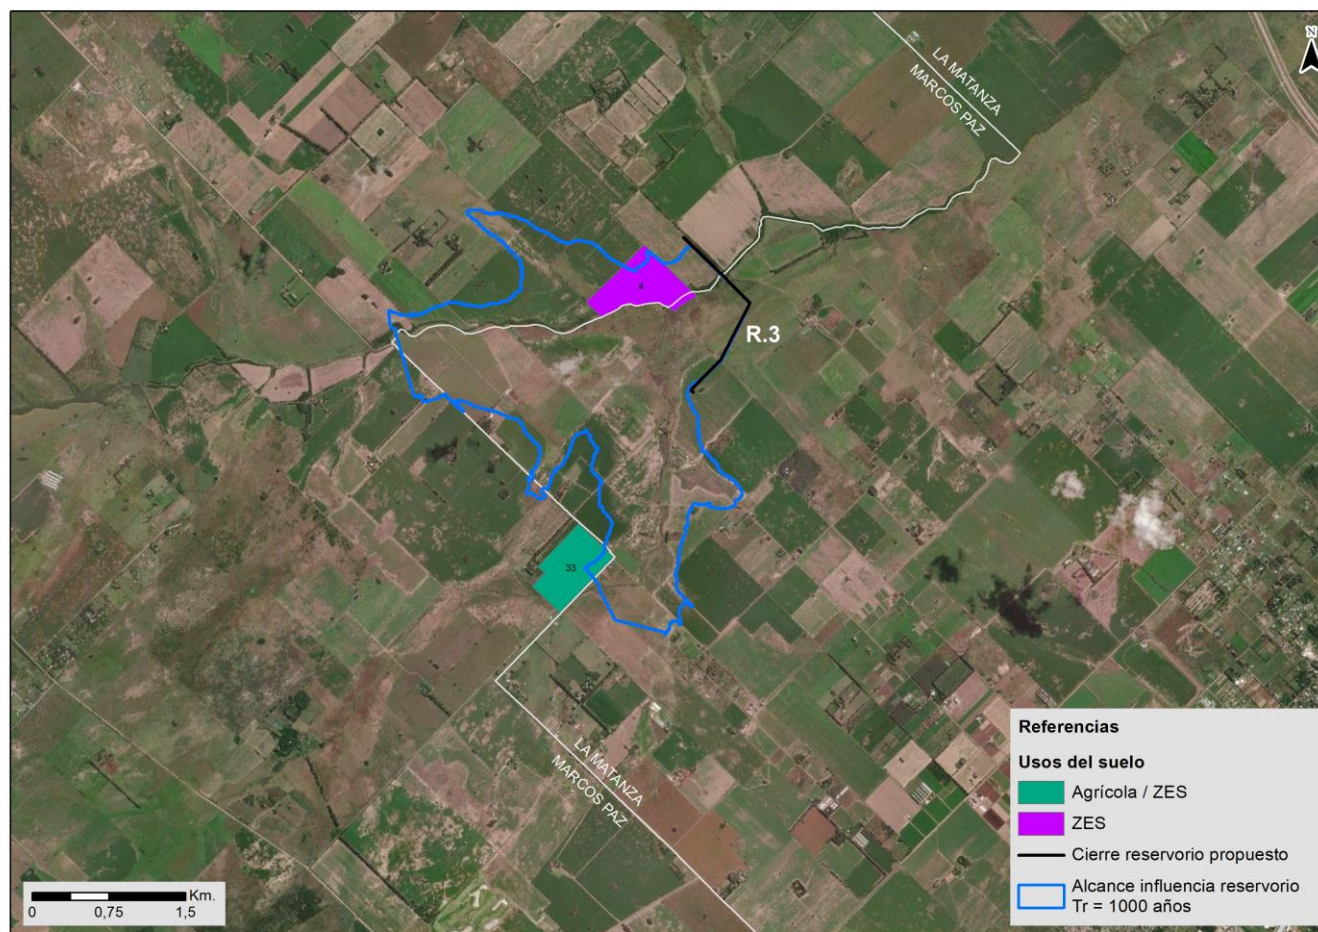 N
LA MATANZA
MARCOS PAZ
4
R.3
33
LA MATANZA
MARCOS PAZ
Referencias
Usos del suelo
Agrícola / ZES
ZES
Cierre reservorio propuesto
Alcance influencia reservorio
Tr = 1000 años
Km.
0 0,75 1,5